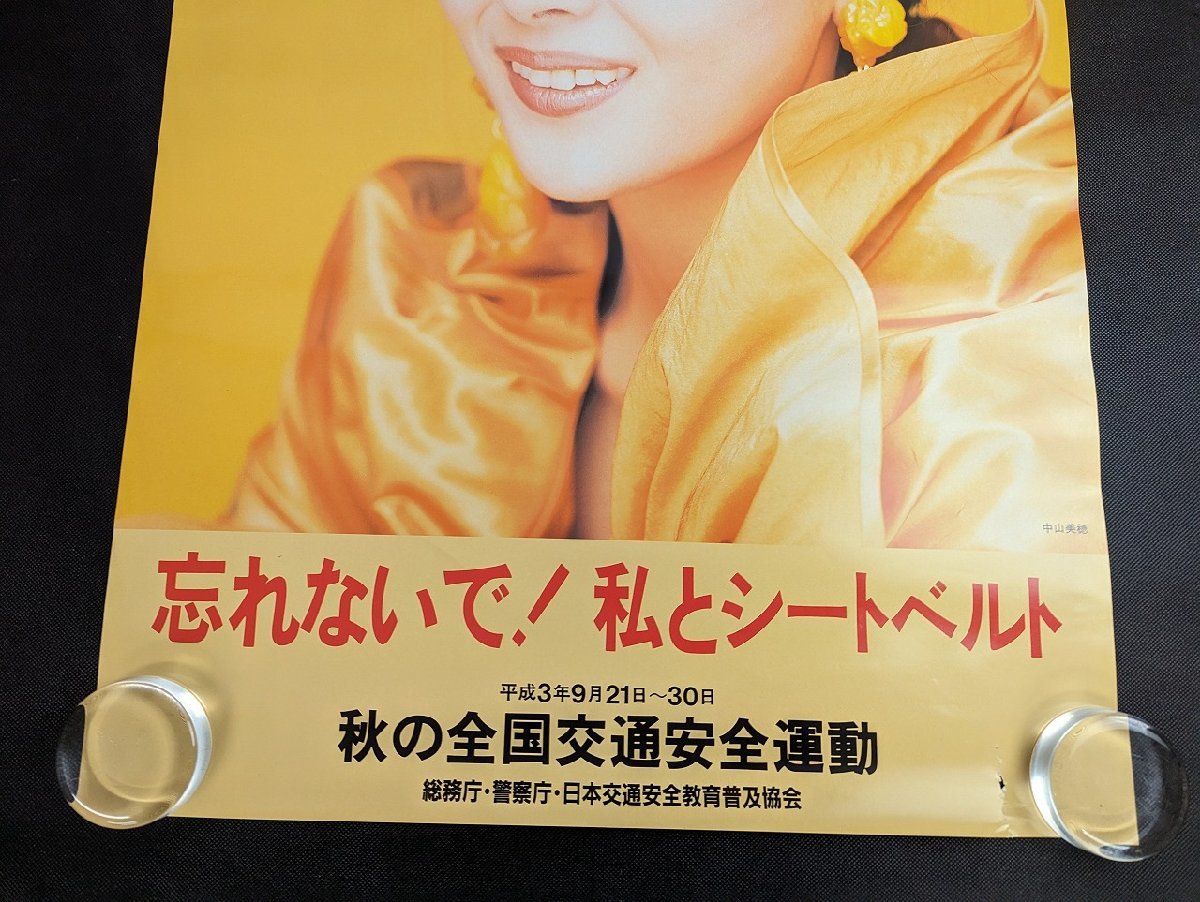 中山美穂
忘れないで!私とシートベルト
平成3年9月21日〜30日
秋の全国交通安全運動
総務庁・警察庁・日本交通安全教育普及協会